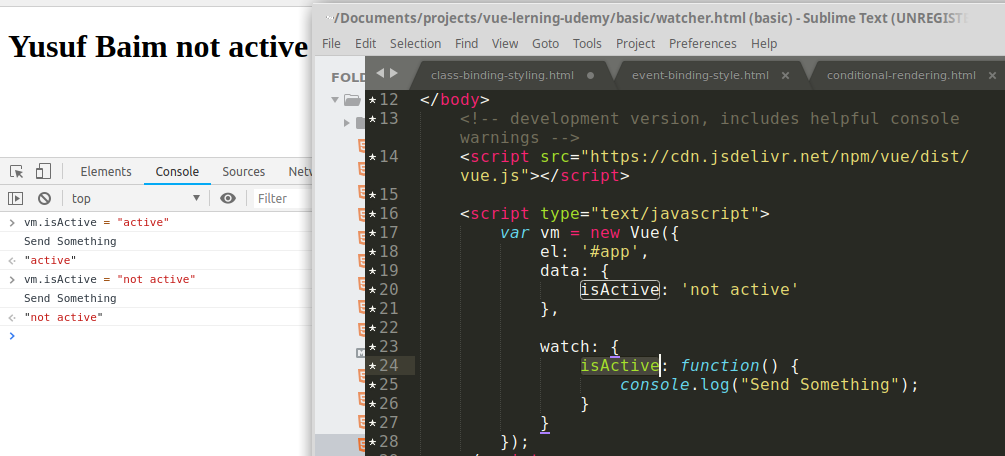 ~/Documents/projects/vue-lerning-udemy/basic/watcher.html (basic) - Sublime Text (UNREGISTE
File Edit Selection Find View Goto Tools Project Preferences Help
Yusuf Baim not active
FOLD
class-binding-styling.html
event-binding-style.html
conditional-rendering.html
12 </body>
13 <!-- development version, includes helpful console
warnings -->
14 <script src="https://cdn.jsdelivr.net/npm/vue/dist/
vue.js"></script>
15
16 <script type="text/javascript">
17 var vm = new Vue({
18 el: '#app',
19 data: {
20 isActive: 'not active'
21 },
22
23 watch: {
24 isActive: function() {
25 console.log("Send Something");
26 }
27 }
28 });
Elements Console Sources Netw
top Filter
vm.isActive = "active"
Send Something
"active"
vm.isActive = "not active"
Send Something
"not active"